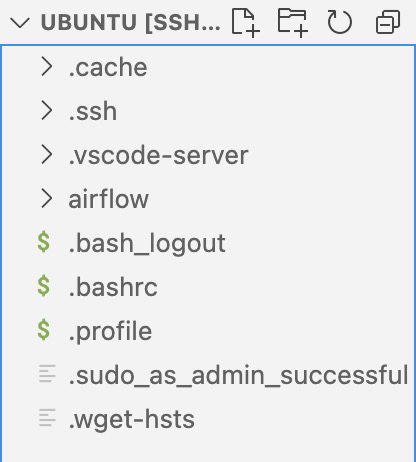 UBUNTU [SSH...
.cache
.ssh
.vscode-server
airflow
$ .bash_logout
$ .bashrc
$ .profile
.sudo_as_admin_successful
.wget-hsts